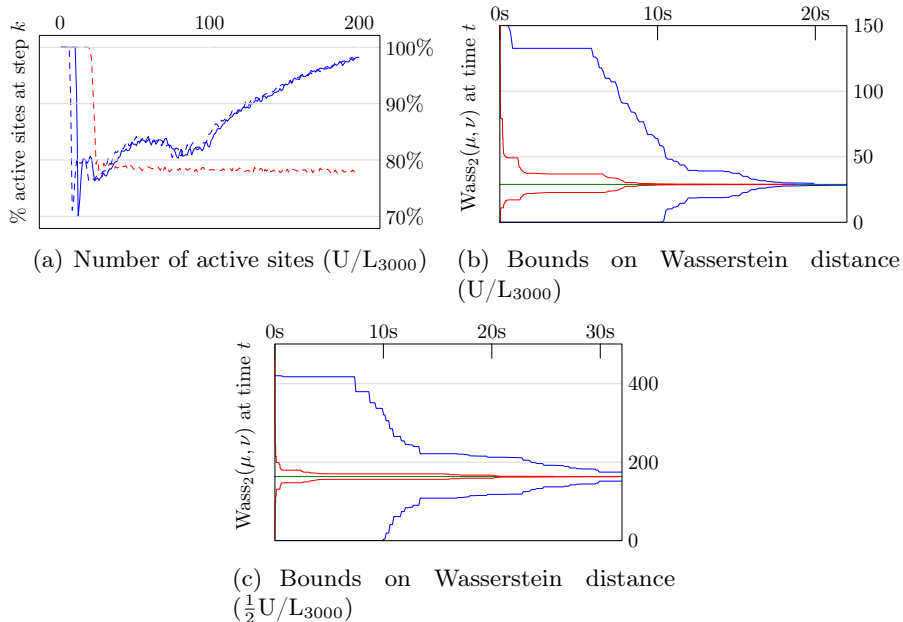 0 100 200
100%
90%
80%
70%
% active sites at step k
(a) Number of active sites (U/L3000)
0s 10s 20s
150
100
50
0
Wass2(μ, ν) at time t
(b) Bounds on Wasserstein distance
(U/L3000)
0s 10s 20s 30s
400
200
0
Wass2(μ, ν) at time t
(c) Bounds on Wasserstein distance
(½U/L3000)